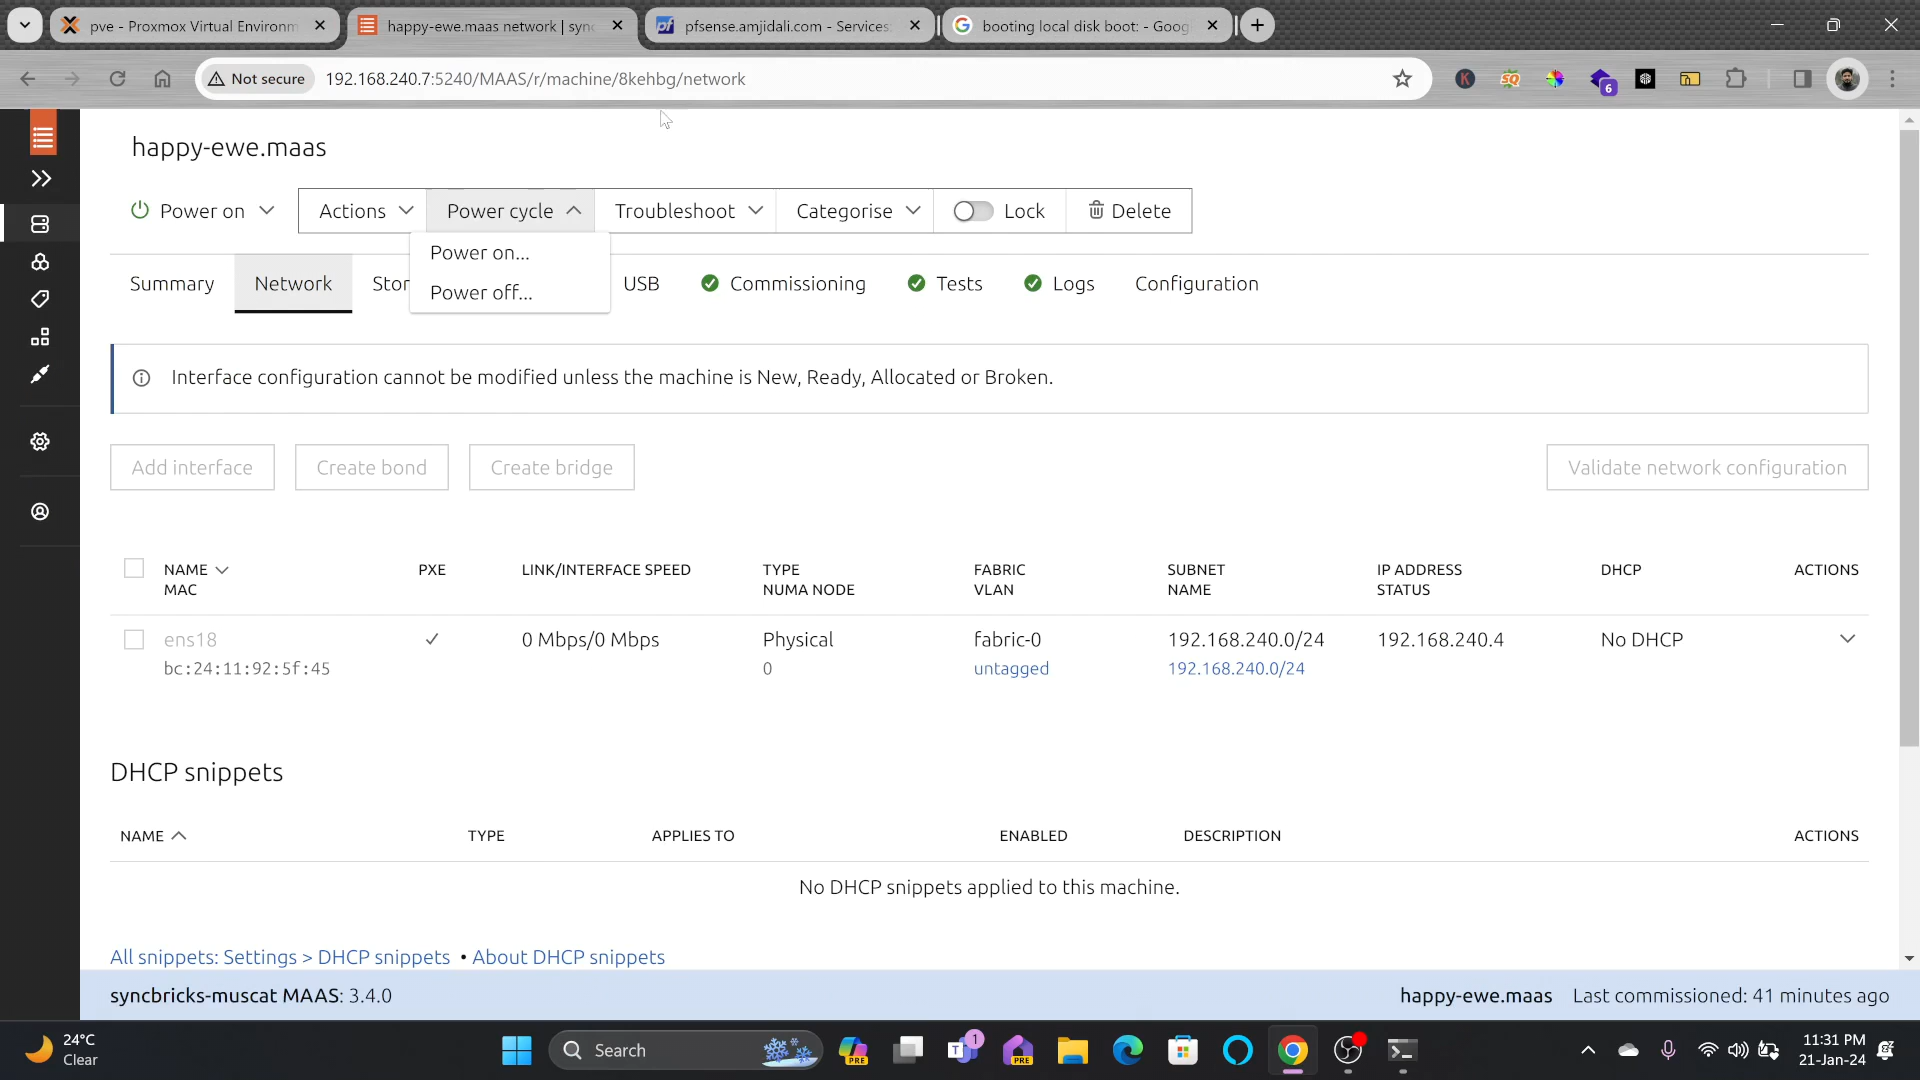 pve - Proxmox Virtual Environm
happy-ewe.maas network | sync
pfsense.amjidali.com - Services:
booting local disk boot: - Goog
Not secure
192.168.240.7:5240/MAAS/r/machine/8kehbg/network
6
happy-ewe.maas
Power on
Actions
Power cycle
Troubleshoot
Categorise
Lock
Delete
Power on...
Power off...
Summary
Network
Stor
USB
Commissioning
Tests
Logs
Configuration
Interface configuration cannot be modified unless the machine is New, Ready, Allocated or Broken.
Add interface
Create bond
Create bridge
Validate network configuration
NAME
MAC
PXE
LINK/INTERFACE SPEED
TYPE
NUMA NODE
FABRIC
VLAN
SUBNET
NAME
IP ADDRESS
STATUS
DHCP
ACTIONS
ens18
bc:24:11:92:5f:45
0 Mbps/0 Mbps
Physical
0
fabric-0
untagged
192.168.240.0/24
192.168.240.0/24
192.168.240.4
No DHCP
DHCP snippets
NAME
TYPE
APPLIES TO
ENABLED
DESCRIPTION
ACTIONS
No DHCP snippets applied to this machine.
All snippets: Settings > DHCP snippets • About DHCP snippets
syncbricks-muscat MAAS: 3.4.0
happy-ewe.maas Last commissioned: 41 minutes ago
24°C
Clear
Search
PRE
1
PRE
11:31 PM
21-Jan-24